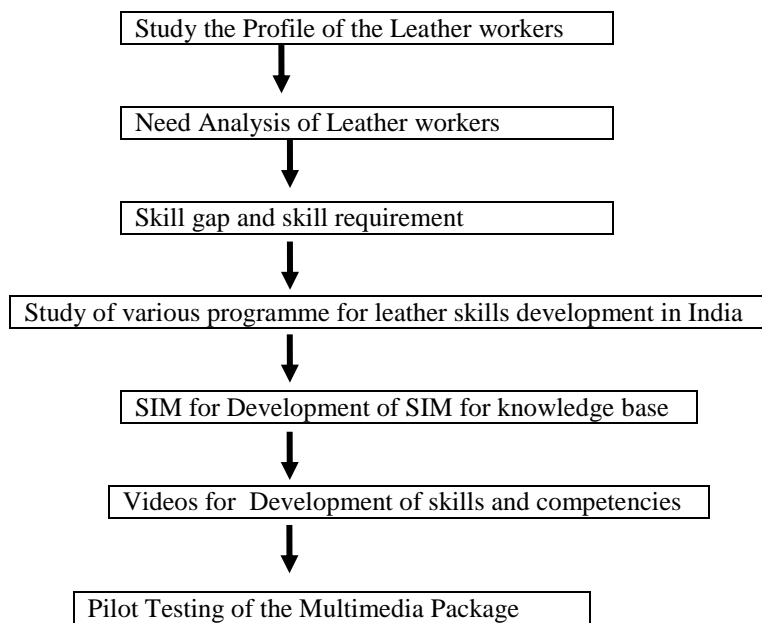 Study the Profile of the Leather workers
Need Analysis of Leather workers
Skill gap and skill requirement
Study of various programme for leather skills development in India
SIM for Development of SIM for knowledge base
Videos for Development of skills and competencies
Pilot Testing of the Multimedia Package